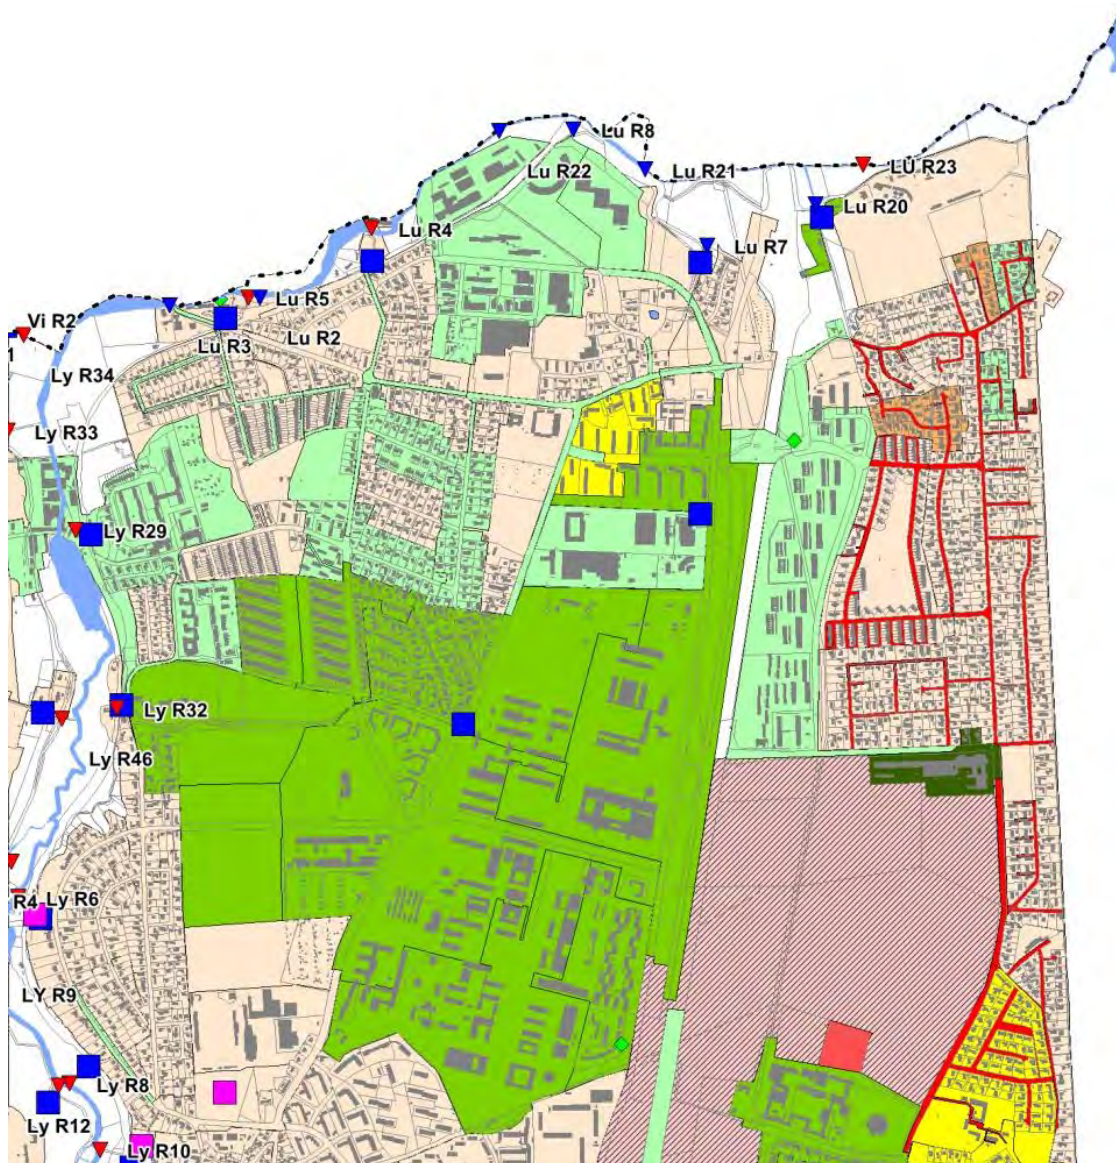 Lu R8
Lu R22
Lu R21
LU R23
Lu R20
Lu R4
Lu R7
Lu R5
Vi R2
Lu R3
Lu R2
1
Ly R34
Ly R33
Ly R29
Ly R32
Ly R46
R4
Ly R6
LY R9
Ly R8
Ly R12
Ly R10